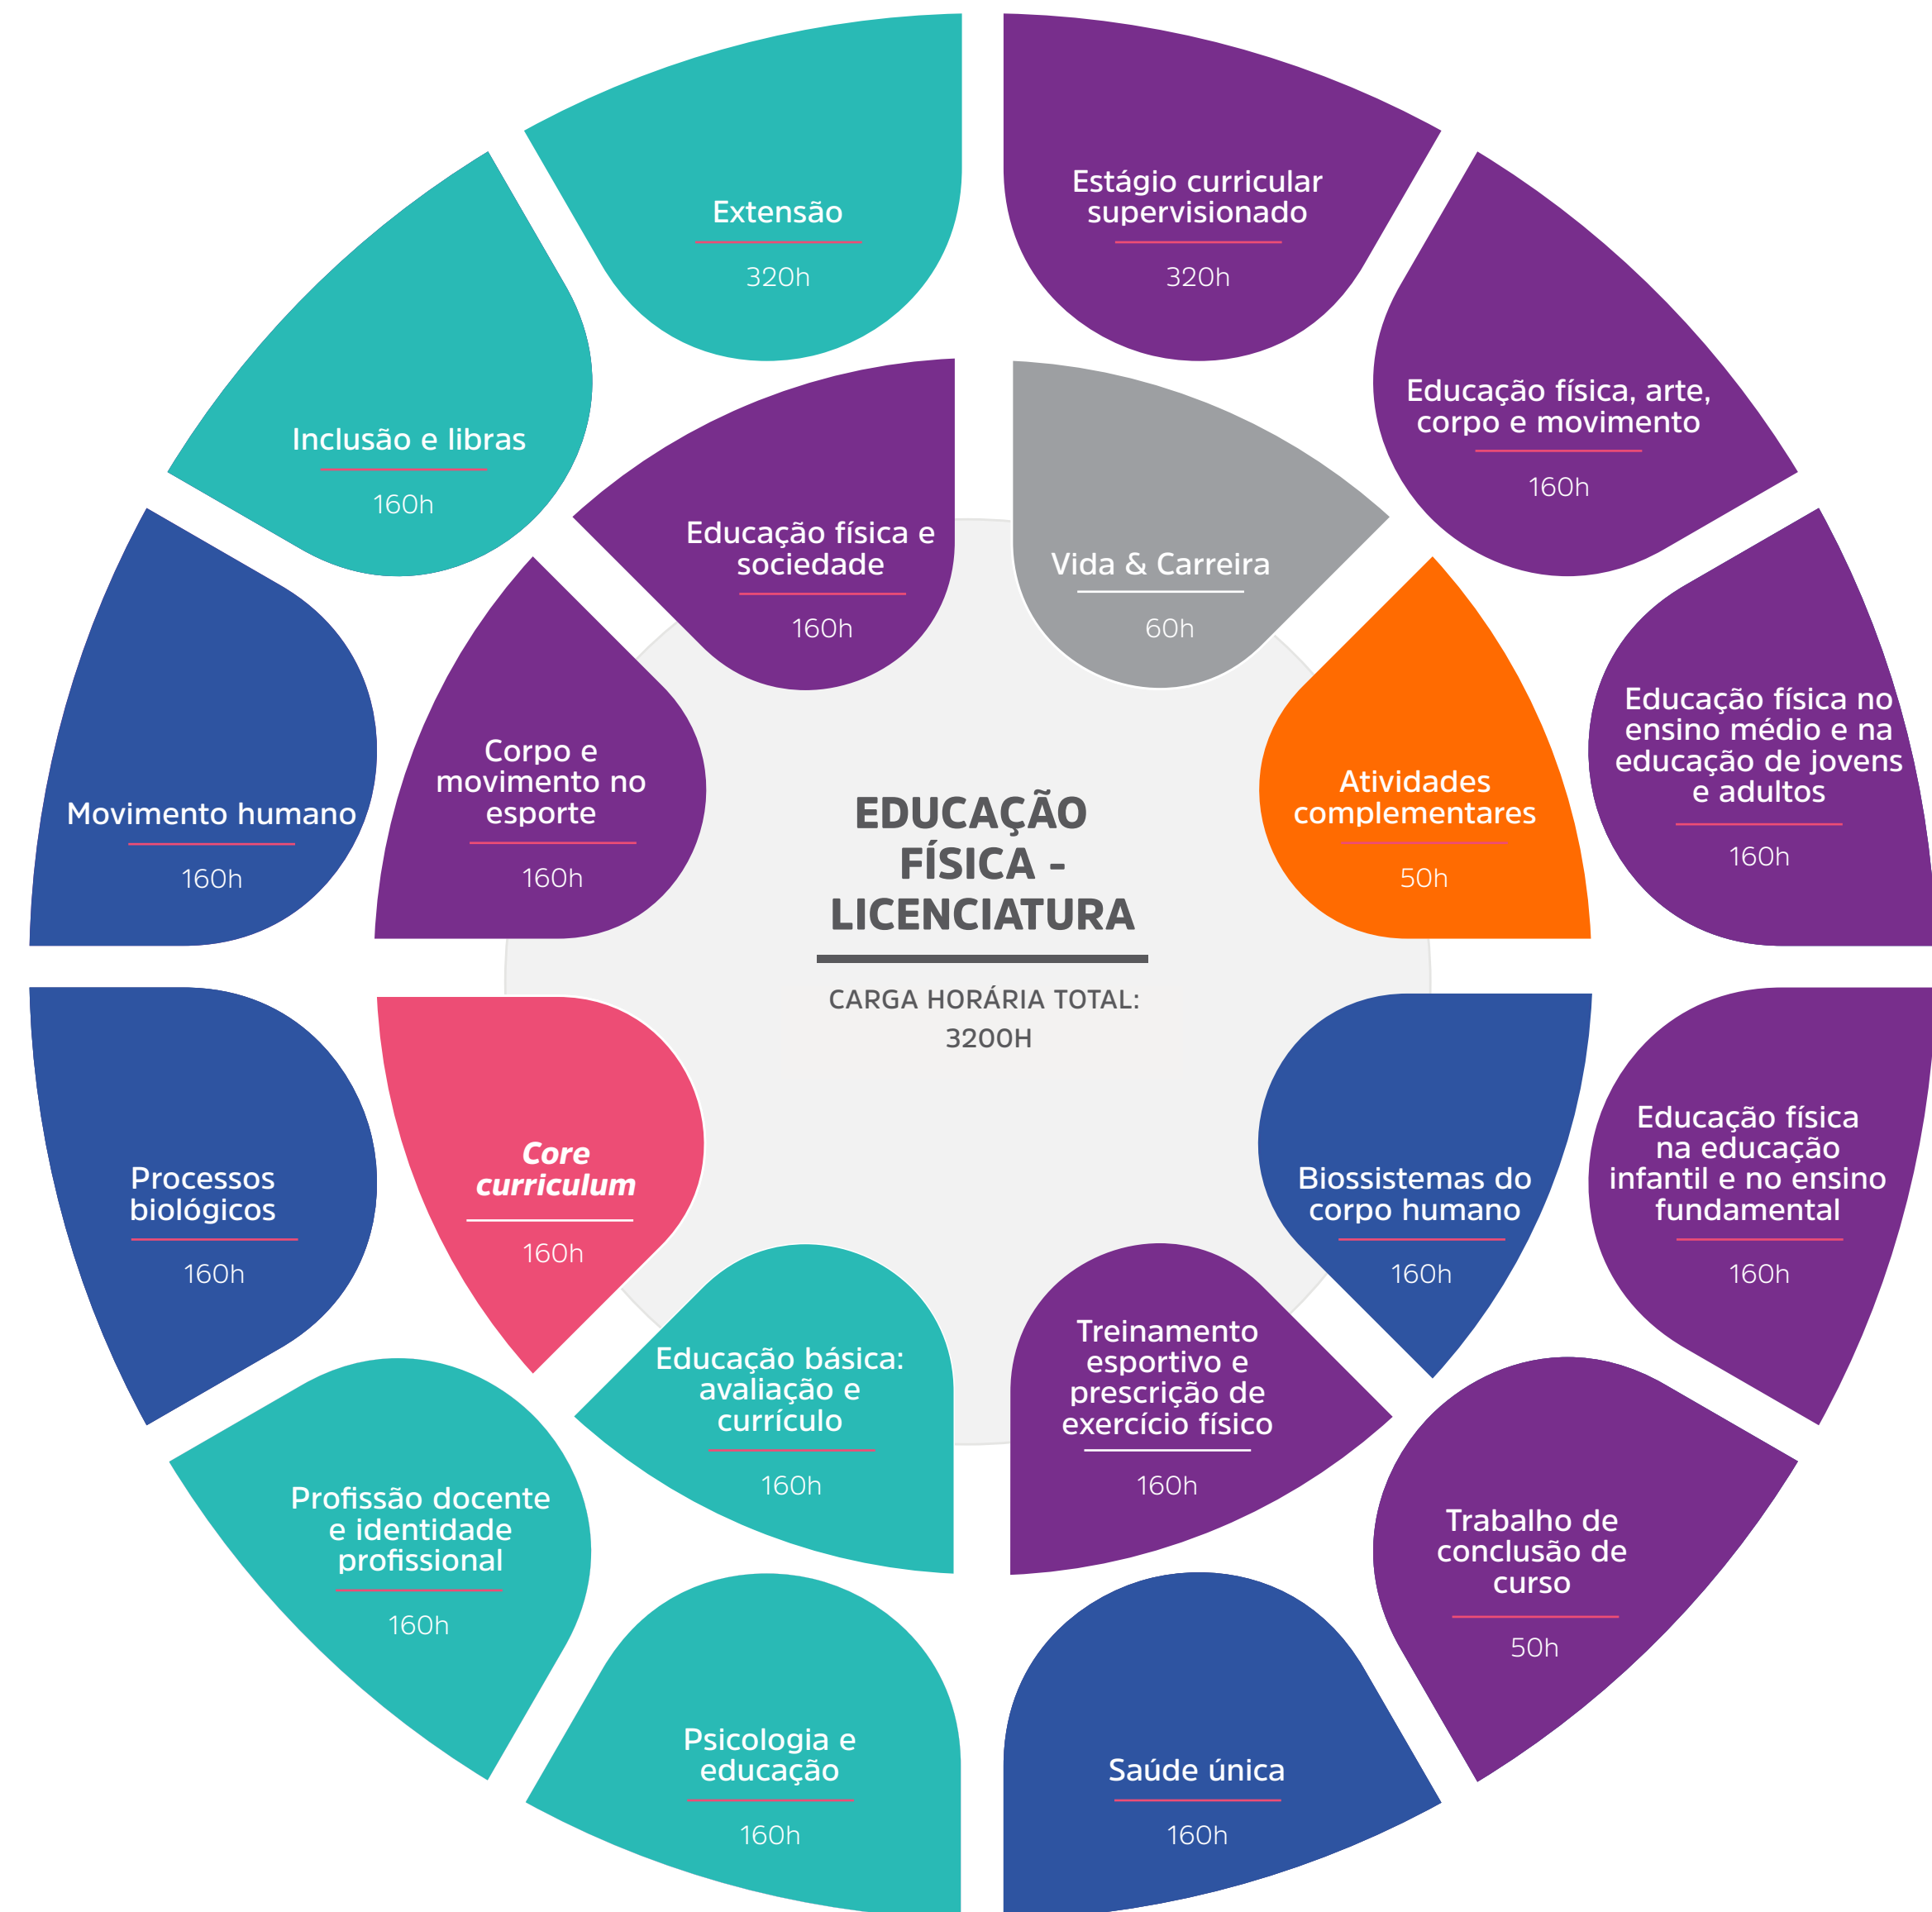 Extensão
320h
Estágio curricular
supervisionado
320h
Educação física, arte,
corpo e movimento
160h
Inclusão e libras
160h
Educação física e
sociedade
160h
Vida & Carreira
60h
Educação física no
ensino médio e na
educação de jovens
e adultos
160h
Movimento humano
160h
Corpo e
movimento no
esporte
160h
EDUCAÇÃO
FÍSICA -
LICENCIATURA
CARGA HORÁRIA TOTAL:
3200H
Atividades
complementares
50h
Processos
biológicos
160h
Core
curriculum
160h
Biossistemas do
corpo humano
160h
Educação física
na educação
infantil e no ensino
fundamental
160h
Educação básica:
avaliação e
currículo
160h
Treinamento
esportivo e
prescrição de
exercício físico
160h
Profissão docente
e identidade
profissional
160h
Trabalho de
conclusão de
curso
50h
Psicologia e
educação
160h
Saúde única
160h